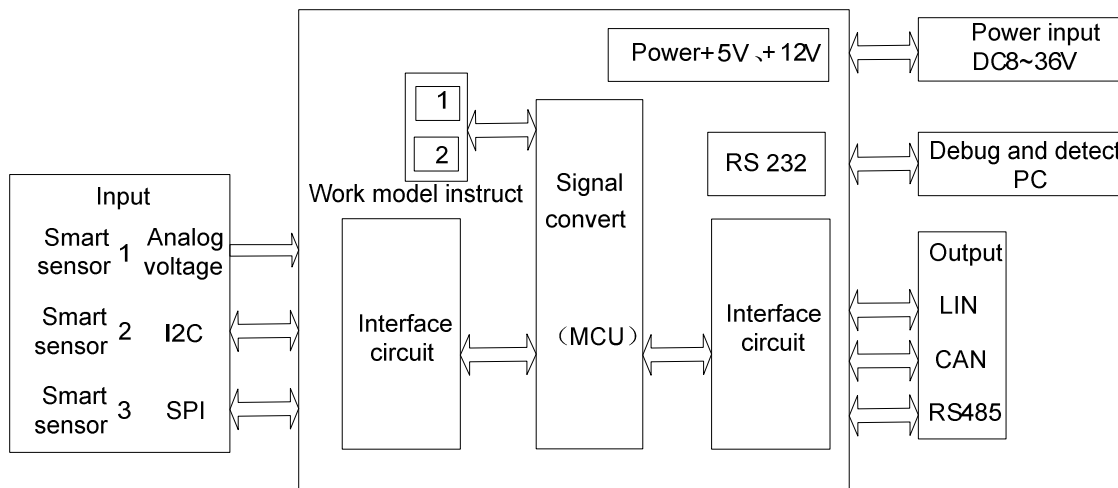 Input
Smart sensor 1 Analog voltage
Smart sensor 2 I2C
Smart sensor 3 SPI
1
2
Work model instruct
Interface
circuit
Signal
convert
（MCU）
Power+5V、+12V
RS 232
Interface
circuit
Power input
DC8~36V
Debug and detect
PC
Output
LIN
CAN
RS485